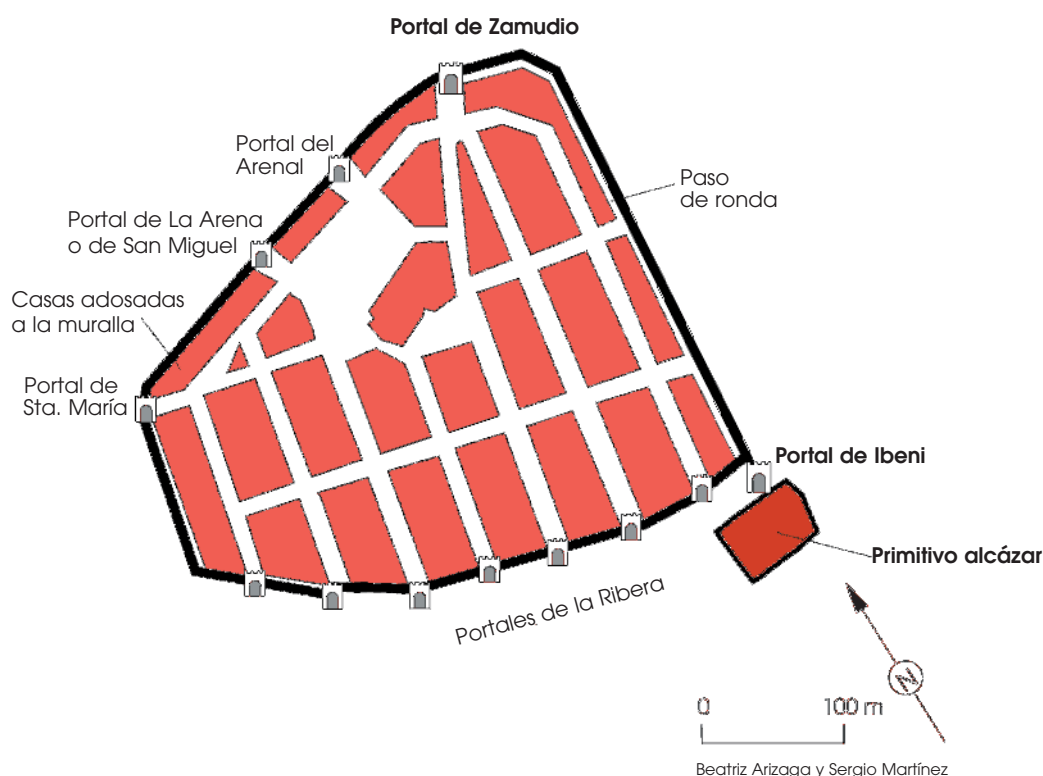 Portal de Zamudio
Portal del
Arenal
Paso
de ronda
Portal de La Arena
o de San Miguel
Casas adosadas
a la muralla
Portal de
Sta. María
Portal de Ibeni
Primitivo alcázar
Portales de la Ribera
N
0 100 m
Beatriz Arizaga y Sergio Martínez